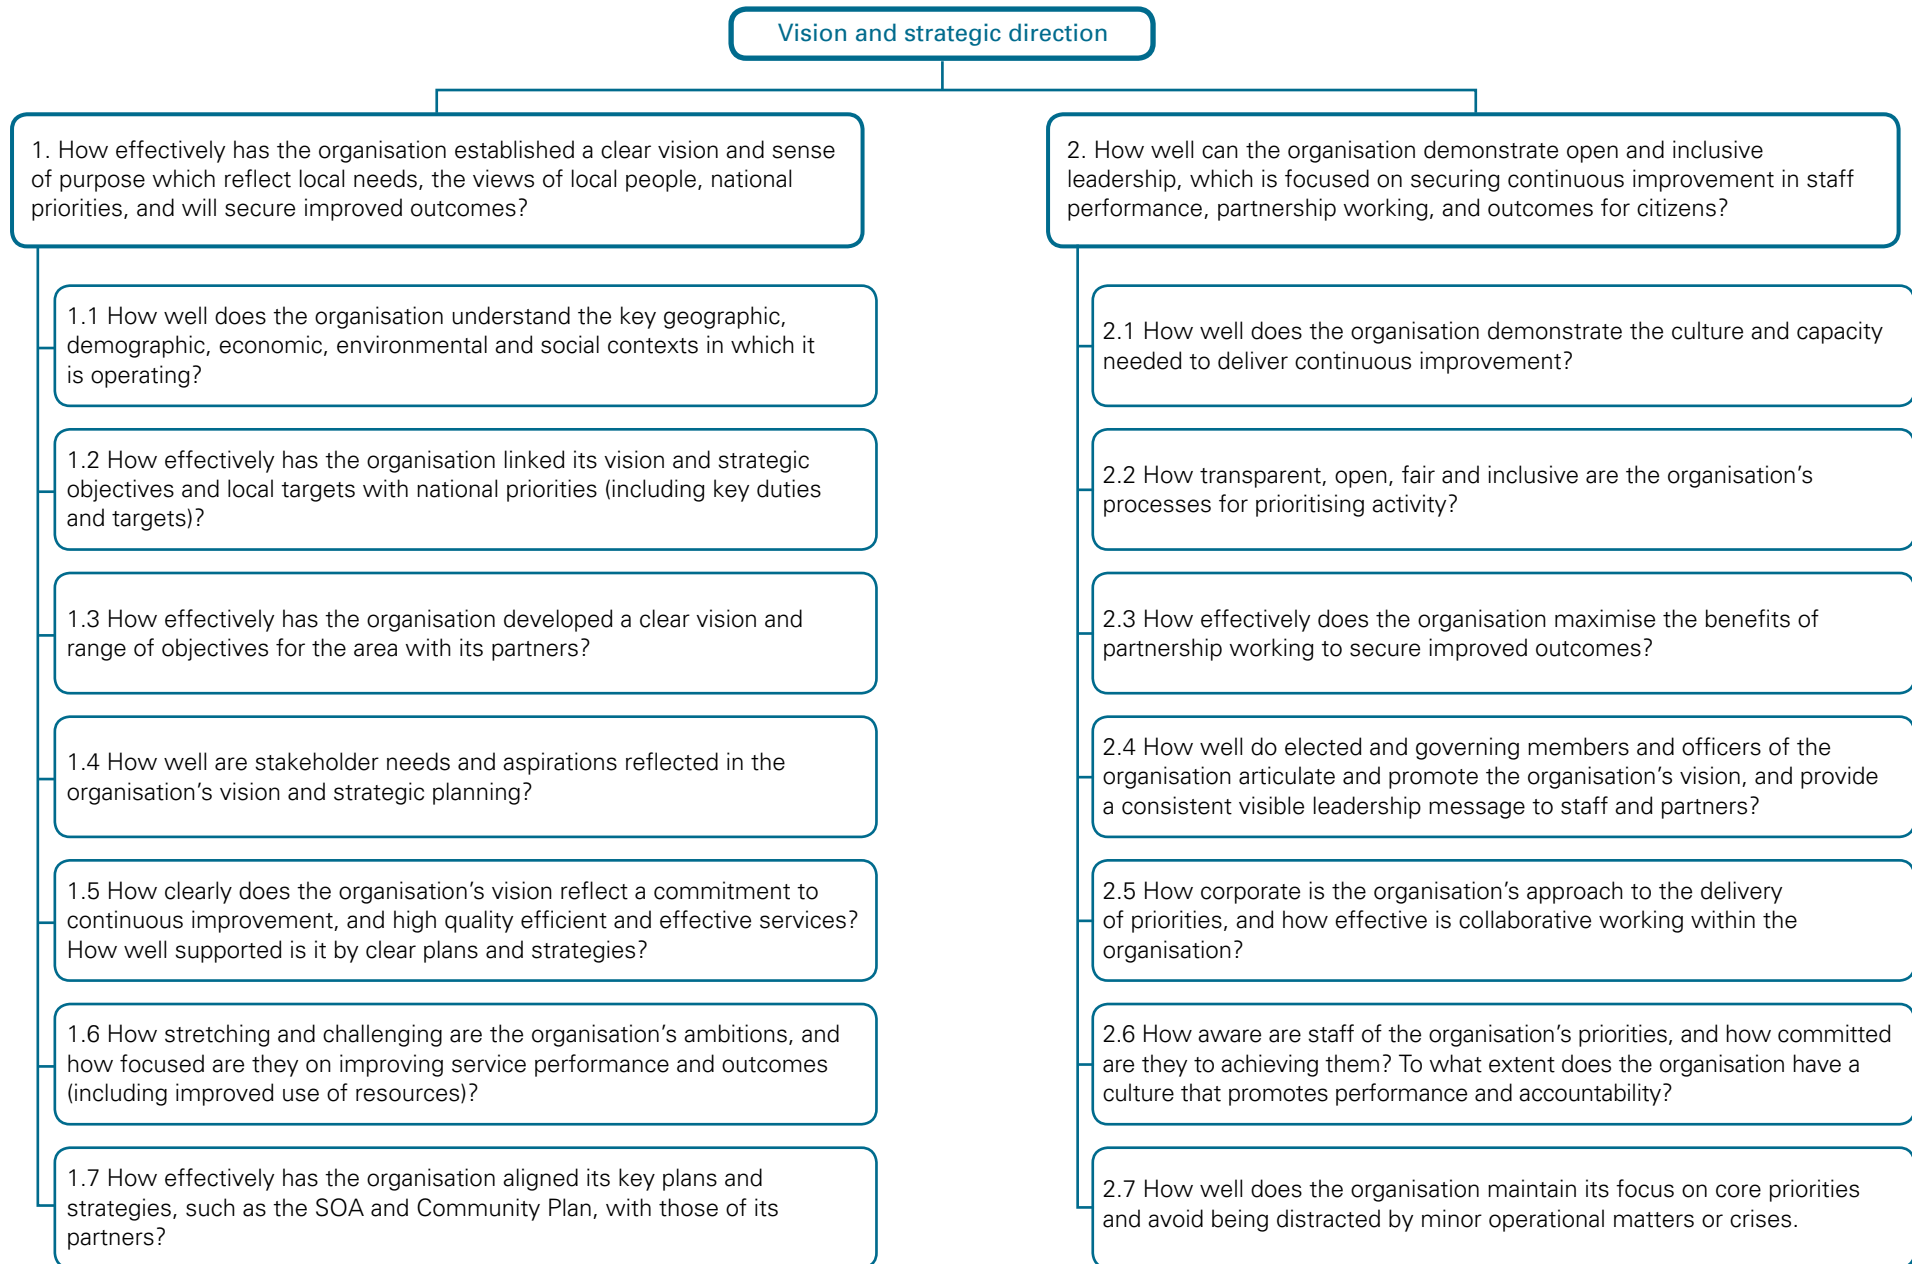 Vision and strategic direction
1. How effectively has the organisation established a clear vision and sense
of purpose which reflect local needs, the views of local people, national
priorities, and will secure improved outcomes?
1.1 How well does the organisation understand the key geographic,
demographic, economic, environmental and social contexts in which it
is operating?
1.2 How effectively has the organisation linked its vision and strategic
objectives and local targets with national priorities (including key duties
and targets)?
1.3 How effectively has the organisation developed a clear vision and
range of objectives for the area with its partners?
1.4 How well are stakeholder needs and aspirations reflected in the
organisation’s vision and strategic planning?
1.5 How clearly does the organisation’s vision reflect a commitment to
continuous improvement, and high quality efficient and effective services?
How well supported is it by clear plans and strategies?
1.6 How stretching and challenging are the organisation’s ambitions, and
how focused are they on improving service performance and outcomes
(including improved use of resources)?
1.7 How effectively has the organisation aligned its key plans and
strategies, such as the SOA and Community Plan, with those of its
partners?
2. How well can the organisation demonstrate open and inclusive
leadership, which is focused on securing continuous improvement in staff
performance, partnership working, and outcomes for citizens?
2.1 How well does the organisation demonstrate the culture and capacity
needed to deliver continuous improvement?
2.2 How transparent, open, fair and inclusive are the organisation’s
processes for prioritising activity?
2.3 How effectively does the organisation maximise the benefits of
partnership working to secure improved outcomes?
2.4 How well do elected and governing members and officers of the
organisation articulate and promote the organisation’s vision, and provide
a consistent visible leadership message to staff and partners?
2.5 How corporate is the organisation’s approach to the delivery
of priorities, and how effective is collaborative working within the
organisation?
2.6 How aware are staff of the organisation’s priorities, and how committed
are they to achieving them? To what extent does the organisation have a
culture that promotes performance and accountability?
2.7 How well does the organisation maintain its focus on core priorities
and avoid being distracted by minor operational matters or crises.